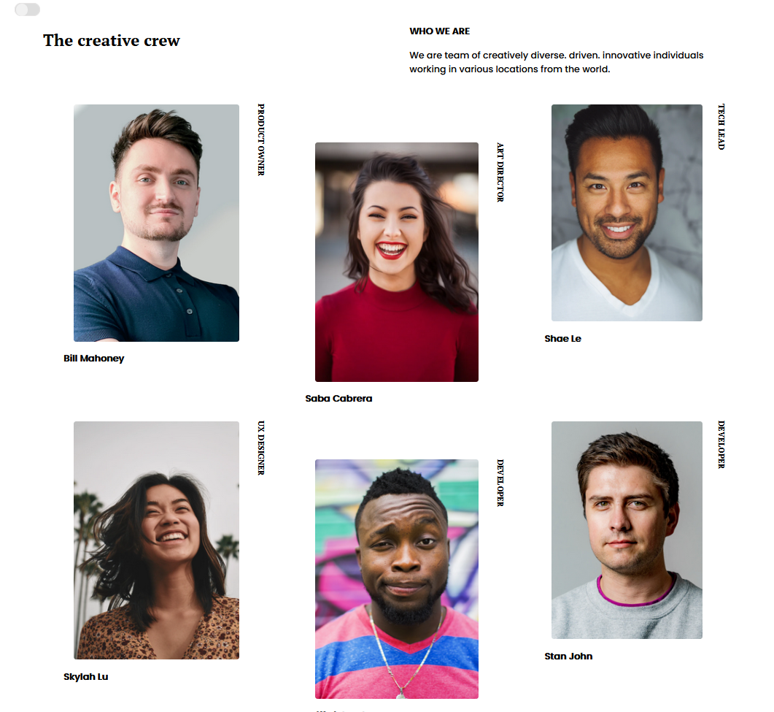 The creative crew
WHO WE ARE
We are team of creatively diverse. driven. innovative individuals
working in various locations from the world.
PRODUCT OWNER
Bill Mahoney
ART DIRECTOR
Saba Cabrera
TECH LEAD
Shae Le
UX DESIGNER
Skylah Lu
DEVELOPER
DEVELOPER
Stan John